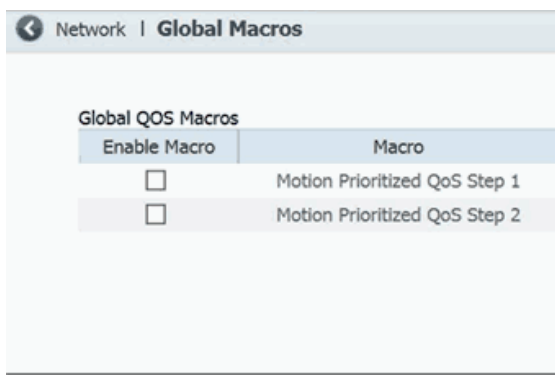 Network | Global Macros
Global QOS Macros
Enable Macro Macro
Motion Prioritized QoS Step 1
Motion Prioritized QoS Step 2